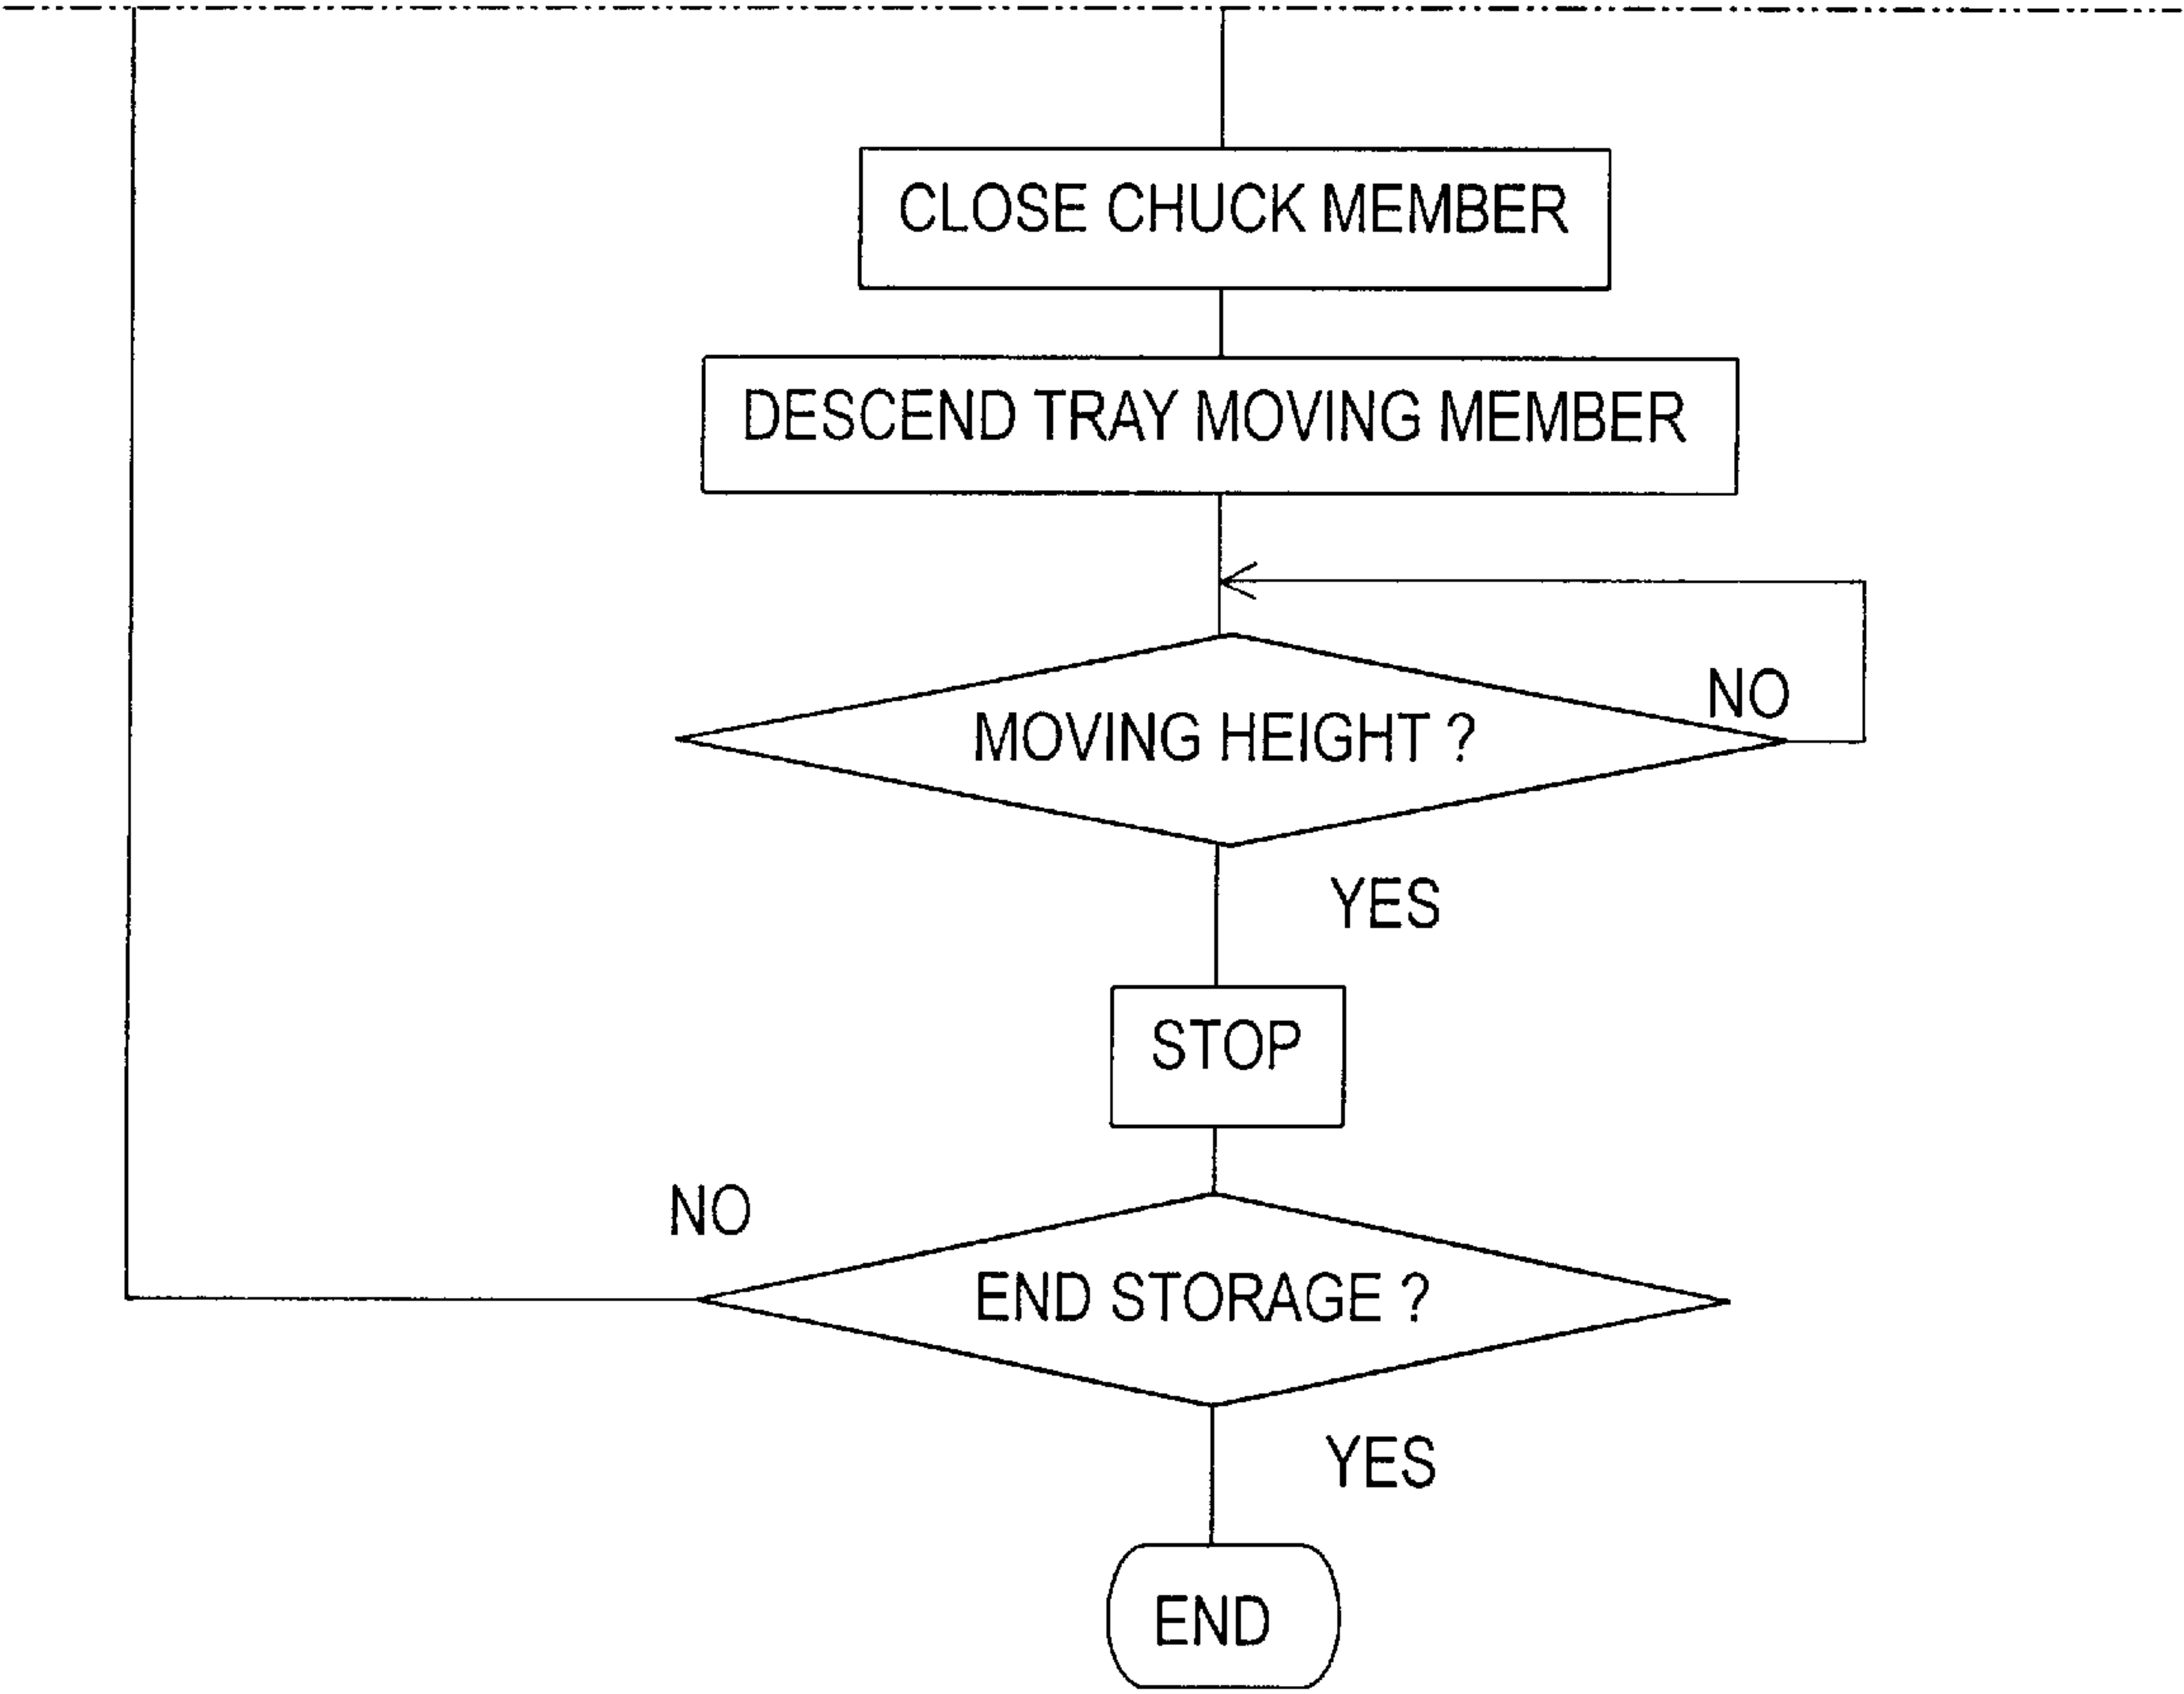 CLOSE CHUCK MEMBER
DESCEND TRAY MOVING MEMBER
NO
MOVING HEIGHT ?
YES
STOP
NO
END STORAGE ?
YES
END